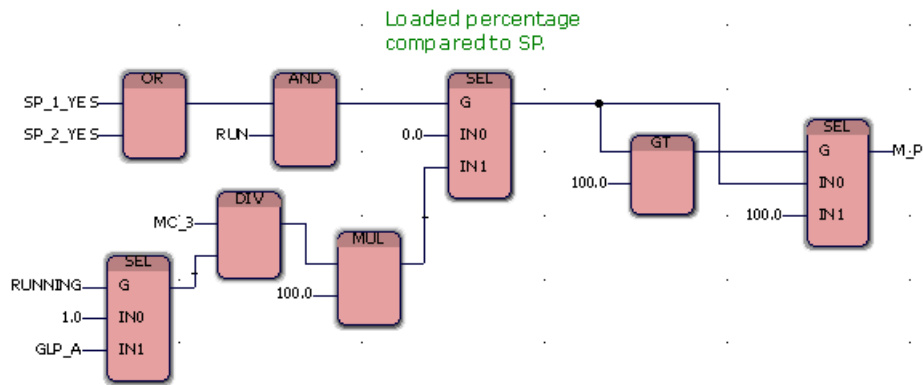 Loaded percentage
compared to SP.
OR
AND
SEL
SP_1_YES
G
SP_2_YES
RUN
0.0
IN0
IN1
GT
SEL
G
M_P
100.0
IN0
100.0
IN1
DIV
MC_3
MUL
SEL
RUNNING
G
100.0
1.0
IN0
GLP_A
IN1